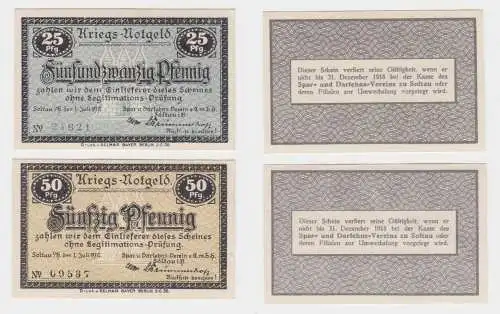 25 Pfg Kriegs-Notgeld. 25 Pfg
Fünfundzwanzig Pfennig
zahlen wir dem Einlieferer dieses Scheines
ohne Legitimations-Prüfung.
Soltau i/H. den 1. Juli
Spar u. Darlehns-Verein e.G.m.b.H.
Soltau i.H.
No
Dieser Schein verliert seine Gültigkeit, wenn er
nicht bis 31. Dezember 1918 bei der Kasse des
Spar- und Darlehns-Vereins zu Soltau oder
deren Filialen zur Umwechslung vorgelegt wird.
50 Pfg Kriegs-Notgeld. 50 Pfg
Fünfzig Pfennig
zahlen wir dem Einlieferer dieses Scheines
ohne Legitimations-Prüfung.
Soltau i/H. den 1. Juli
Spar u. Darlehns-Verein e.G.m.b.H.
Soltau i.H.
No 09537
Rückseite beachten!
Dieser Schein verliert seine Gültigkeit, wenn er
nicht bis 31. Dezember 1918 bei der Kasse des
Spar- und Darlehns-Vereins zu Soltau oder
deren Filialen zur Umwechslung vorgelegt wird.